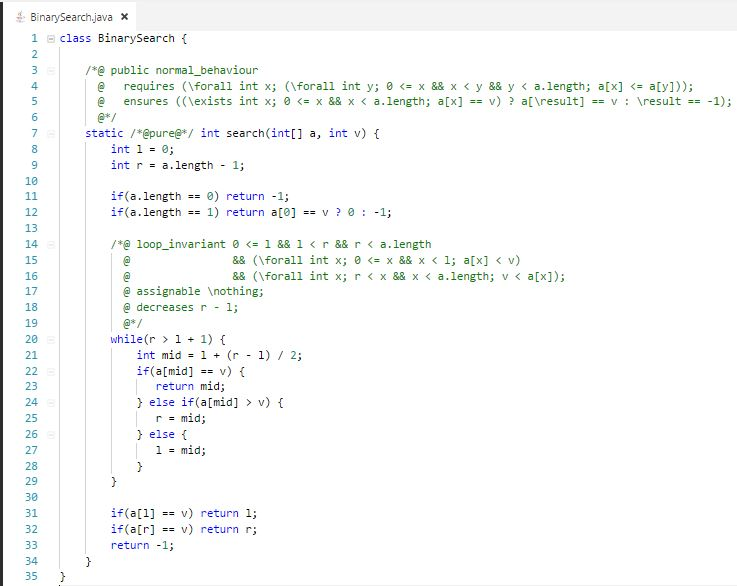 BinarySearch.java ×
1 class BinarySearch {
2
3 /*@ public normal_behaviour
4 @ requires (\forall int x; (\forall int y; 0 <= x && x < y && y < a.length; a[x] <= a[y]));
5 @ ensures ((\exists int x; 0 <= x && x < a.length; a[x] == v) ? a[\result] == v : \result == -1);
6 @*/
7 static /*@pure@*/ int search(int[] a, int v) {
8 int l = 0;
9 int r = a.length - 1;
10
11 if(a.length == 0) return -1;
12 if(a.length == 1) return a[0] == v ? 0 : -1;
13
14 /*@ loop_invariant 0 <= l && l < r && r < a.length
15 @ && (\forall int x; 0 <= x && x < l; a[x] < v)
16 @ && (\forall int x; r < x && x < a.length; v < a[x]);
17 @ assignable \nothing;
18 @ decreases r - l;
19 @*/
20 while(r > l + 1) {
21 int mid = l + (r - l) / 2;
22 if(a[mid] == v) {
23 return mid;
24 } else if(a[mid] > v) {
25 r = mid;
26 } else {
27 l = mid;
28 }
29 }
30
31 if(a[l] == v) return l;
32 if(a[r] == v) return r;
33 return -1;
34 }
35 }